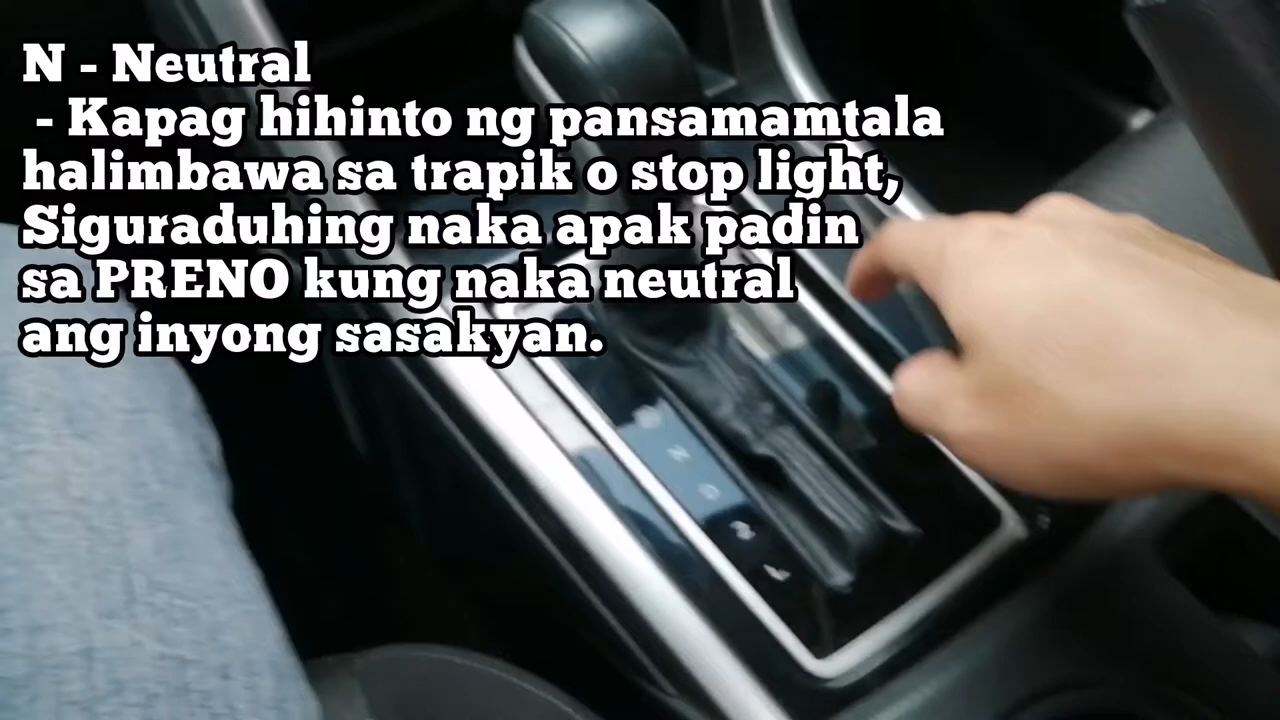 N - Neutral
- Kapag hihinto ng pansamamtala
halimbawa sa trapik o stop light,
Siguraduhing naka apak padin
sa PRENO kung naka neutral
ang inyong sasakyan.
N
D
2
L